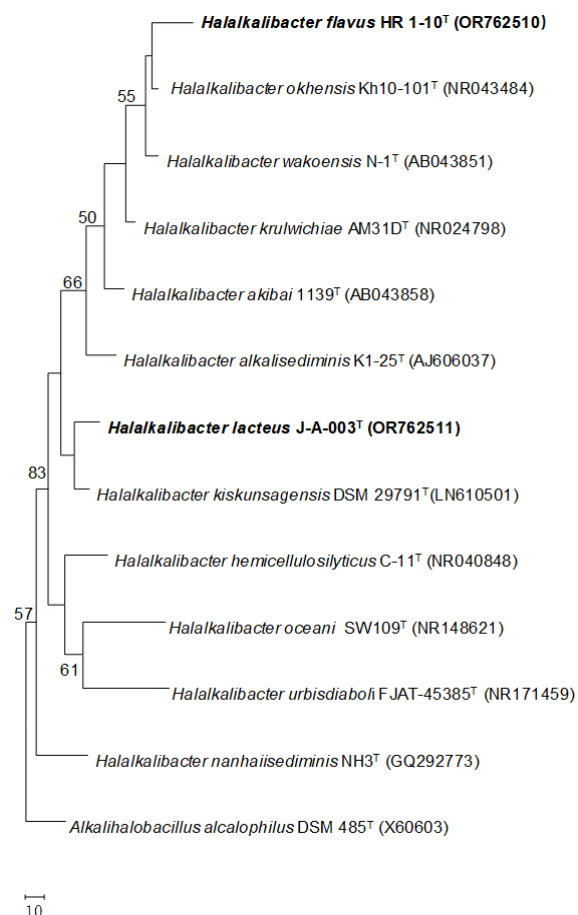 Halalkalibacter flavus HR 1-10ᵀ (OR762510)
55
Halalkalibacter okhensis Kh10-101ᵀ (NR043484)
Halalkalibacter wakoensis N-1ᵀ (AB043851)
50
Halalkalibacter krulwichiae AM31Dᵀ (NR024798)
66
Halalkalibacter akibai 1139ᵀ (AB043858)
Halalkalibacter alkalisediminis K1-25ᵀ (AJ606037)
Halalkalibacter lacteus J-A-003ᵀ (OR762511)
83
Halalkalibacter kiskunsagensis DSM 29791ᵀ(LN610501)
Halalkalibacter hemicellulosilyticus C-11ᵀ (NR040848)
57
Halalkalibacter oceani SW109ᵀ (NR148621)
61
Halalkalibacter urbisdiaboli FJAT-45385ᵀ (NR171459)
Halalkalibacter nanhaiisediminis NH3ᵀ (GQ292773)
Alkalihalobacillus alcalophilus DSM 485ᵀ (X60603)
10